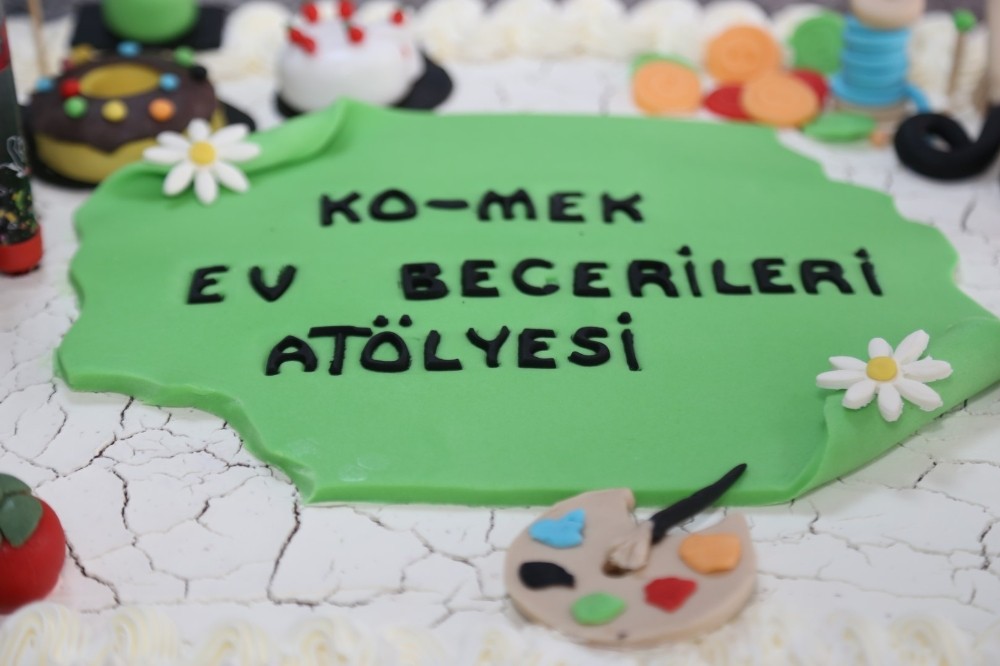 KO-MEK
EV BECERİLERİ
ATÖLYESİ